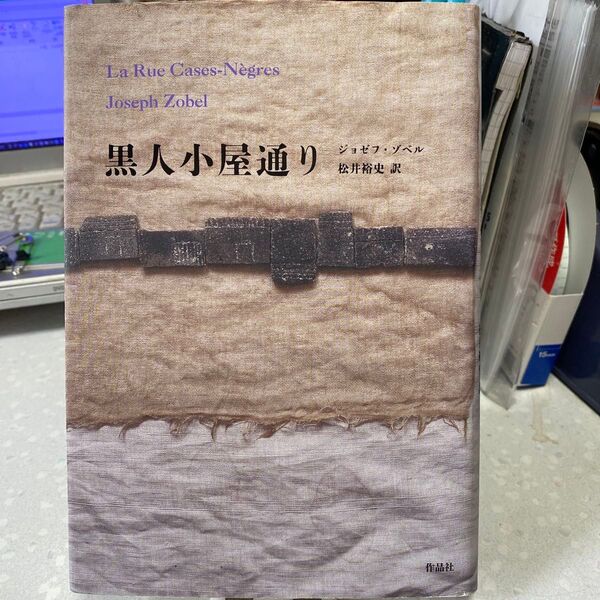 La Rue Cases-Nègres
Joseph Zobel
黒人小屋通り
ジョゼフ・ゾベル
松井裕史 訳
作品社
15mm